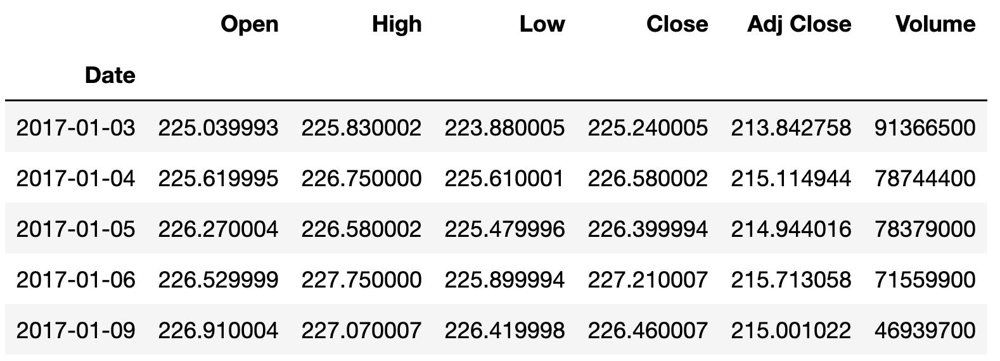 Open High Low Close Adj Close Volume
Date
2017-01-03 225.039993 225.830002 223.880005 225.240005 213.842758 91366500
2017-01-04 225.619995 226.750000 225.610001 226.580002 215.114944 78744400
2017-01-05 226.270004 226.580002 225.479996 226.399994 214.944016 78379000
2017-01-06 226.529999 227.750000 225.899994 227.210007 215.713058 71559900
2017-01-09 226.910004 227.070007 226.419998 226.460007 215.001022 46939700